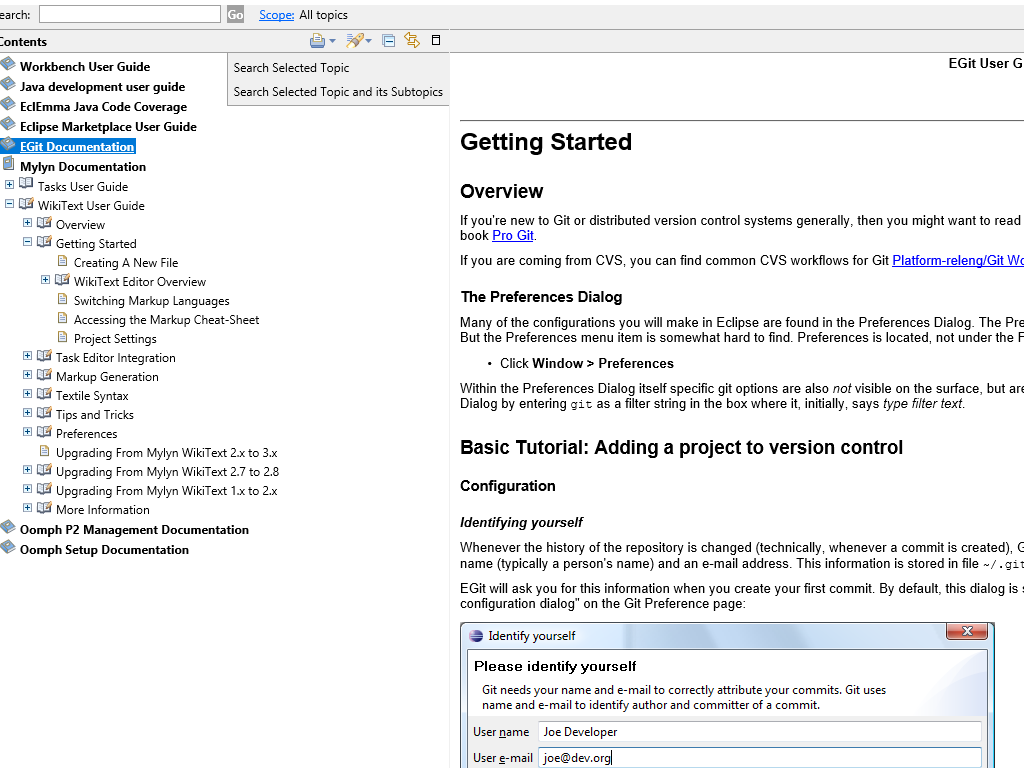 earch:
Go
Scope: All topics
Contents
Search Selected Topic
Search Selected Topic and its Subtopics
Workbench User Guide
Java development user guide
EclEmma Java Code Coverage
Eclipse Marketplace User Guide
EGit Documentation
Mylyn Documentation
Tasks User Guide
WikiText User Guide
Overview
Getting Started
Creating A New File
WikiText Editor Overview
Switching Markup Languages
Accessing the Markup Cheat-Sheet
Project Settings
Task Editor Integration
Markup Generation
Textile Syntax
Tips and Tricks
Preferences
Upgrading From Mylyn WikiText 2.x to 3.x
Upgrading From Mylyn WikiText 2.7 to 2.8
Upgrading From Mylyn WikiText 1.x to 2.x
More Information
Oomph P2 Management Documentation
Oomph Setup Documentation
EGit User G
Getting Started
Overview
If you're new to Git or distributed version control systems generally, then you might want to read
book Pro Git.
If you are coming from CVS, you can find common CVS workflows for Git Platform-releng/Git Wo
The Preferences Dialog
Many of the configurations you will make in Eclipse are found in the Preferences Dialog. The Pre
But the Preferences menu item is somewhat hard to find. Preferences is located, not under the F
• Click Window > Preferences
Within the Preferences Dialog itself specific git options are also not visible on the surface, but are
Dialog by entering git as a filter string in the box where it, initially, says type filter text.
Basic Tutorial: Adding a project to version control
Configuration
Identifying yourself
Whenever the history of the repository is changed (technically, whenever a commit is created), G
name (typically a person's name) and an e-mail address. This information is stored in file ~/.git
EGit will ask you for this information when you create your first commit. By default, this dialog is s
configuration dialog" on the Git Preference page:
Identify yourself
Please identify yourself
Git needs your name and e-mail to correctly attribute your commits. Git uses
name and e-mail to identify author and committer of a commit.
User name Joe Developer
User e-mail joe@dev.org